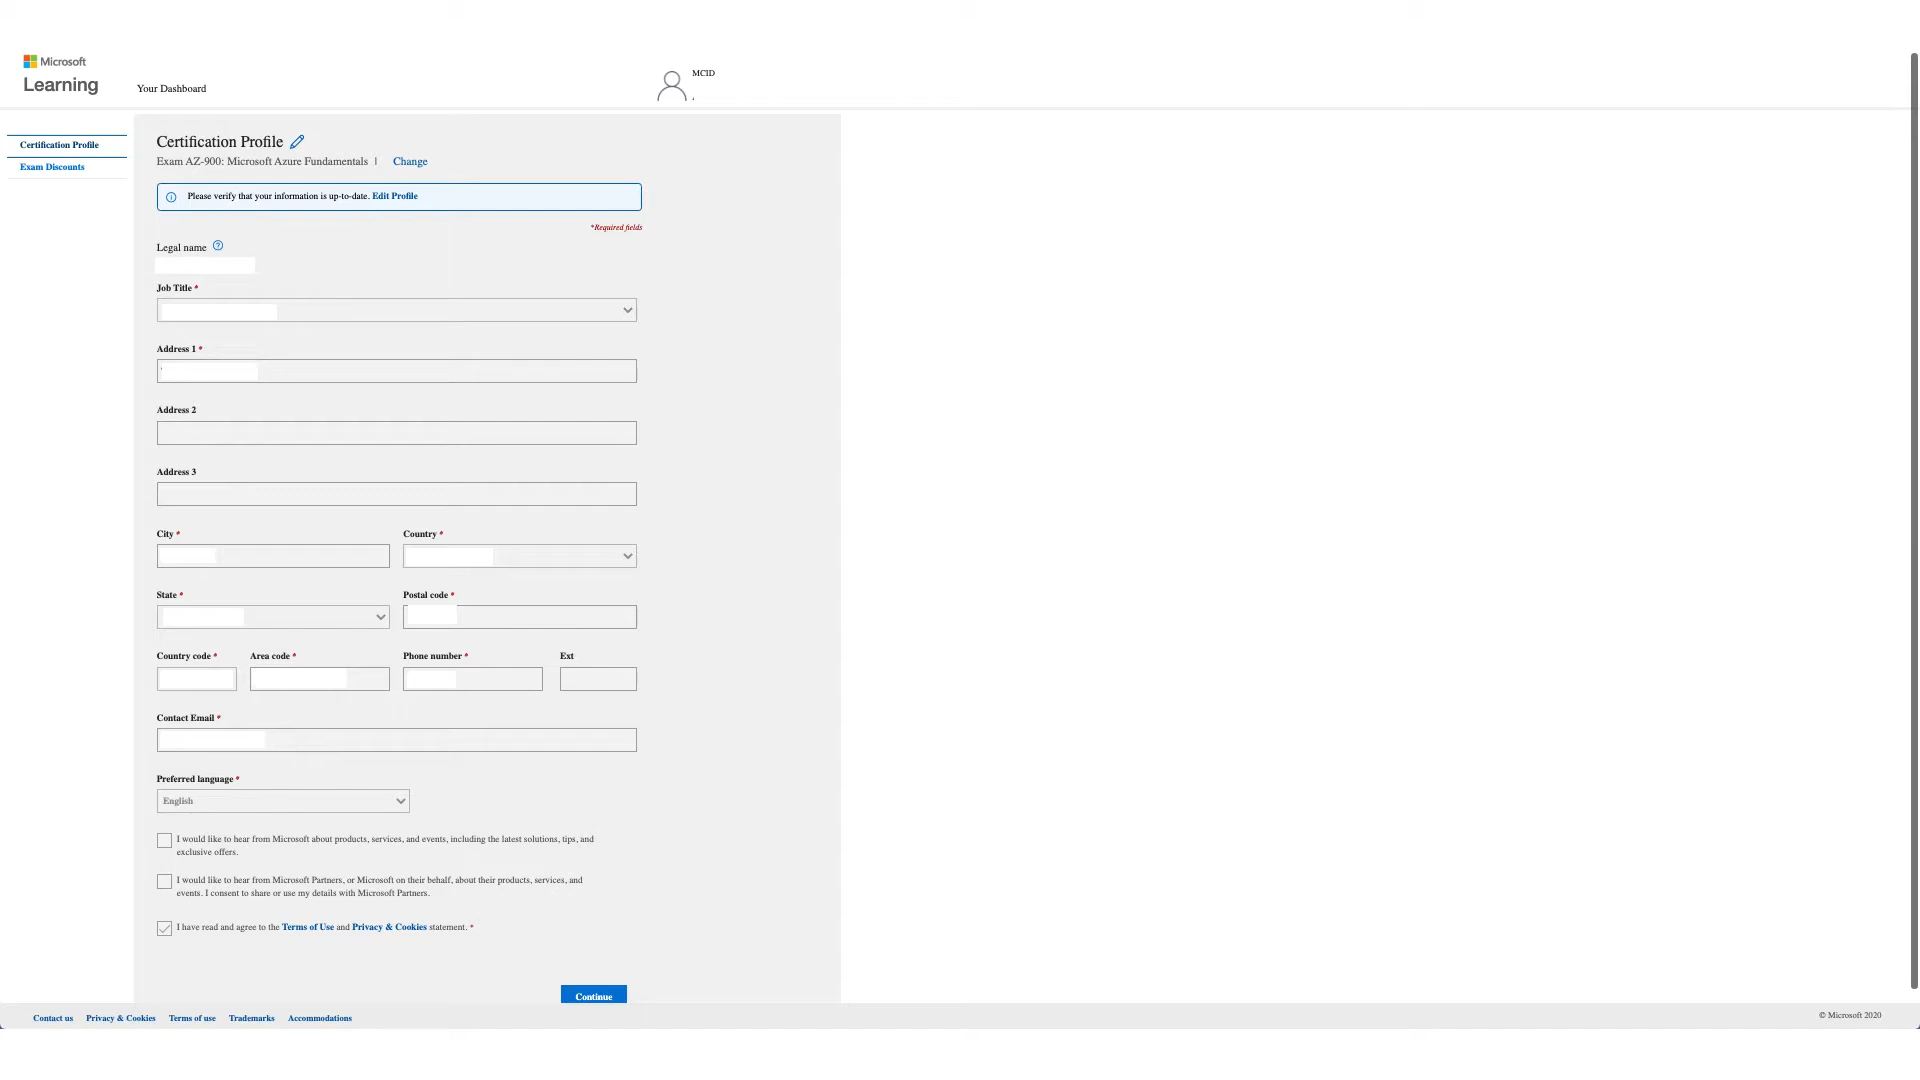 Microsoft
Learning
Your Dashboard
MCID
Certification Profile
Exam Discounts
Certification Profile
Exam AZ-900: Microsoft Azure Fundamentals | Change
Please verify that your information is up-to-date. Edit Profile
*Required fields
Legal name
Job Title *
Address 1 *
Address 2
Address 3
City * Country *
State * Postal code *
Country code * Area code * Phone number * Ext
Contact Email *
Preferred language *
English
I would like to hear from Microsoft about products, services, and events, including the latest solutions, tips, and
exclusive offers.
I would like to hear from Microsoft Partners, or Microsoft on their behalf, about their products, services, and
events. I consent to share or use my details with Microsoft Partners.
I have read and agree to the Terms of Use and Privacy & Cookies statement. *
Continue
Contact us Privacy & Cookies Terms of use Trademarks Accommodations © Microsoft 2020